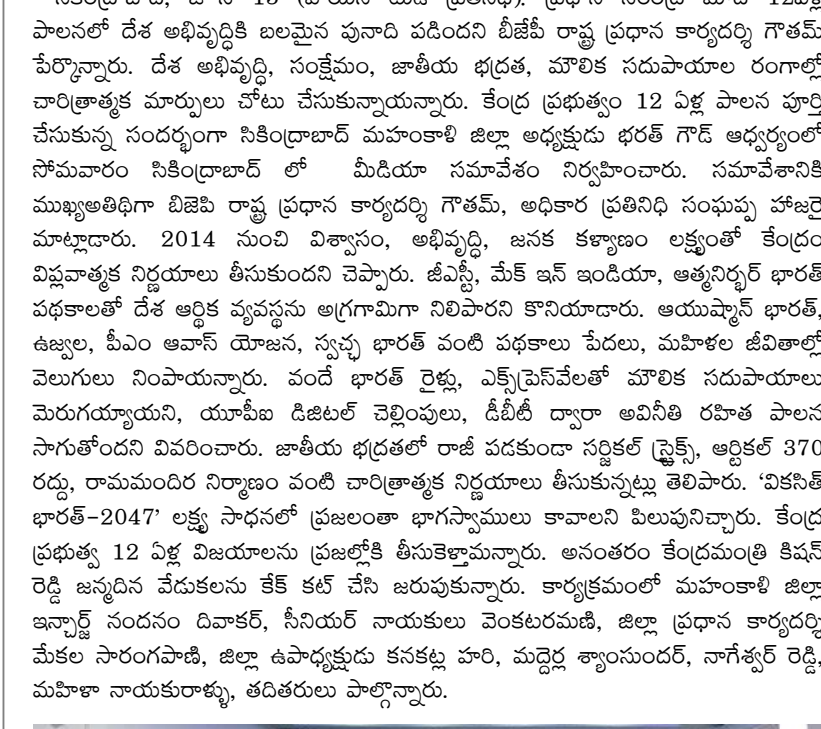 పాలనలో దేశ అభివృద్ధికి బలమైన పునాది పడిందని బీజేపీ రాష్ట్ర ప్రధాన కార్యదర్శి గౌతమ్
పేర్కొన్నారు. దేశ అభివృద్ధి, సంక్షేమం, జాతీయ భద్రత, మౌలిక సదుపాయాల రంగాల్లో
చారిత్రాత్మక మార్పులు చోటు చేసుకున్నాయన్నారు. కేంద్ర ప్రభుత్వం 12 ఏళ్ల పాలన పూర్తి
చేసుకున్న సందర్భంగా సికింద్రాబాద్ మహంకాళి జిల్లా అధ్యక్షుడు భరత్ గౌడ్ ఆధ్వర్యంలో
సోమవారం సికింద్రాబాద్ లో మీడియా సమావేశం నిర్వహించారు. సమావేశానికి
ముఖ్యఅతిథిగా బిజెపి రాష్ట్ర ప్రధాన కార్యదర్శి గౌతమ్, అధికార ప్రతినిధి సంఘప్ప హాజరై
మాట్లాడారు. 2014 నుంచి విశ్వాసం, అభివృద్ధి, జనక కళ్యాణం లక్ష్యంతో కేంద్రం
విప్లవాత్మక నిర్ణయాలు తీసుకుందని చెప్పారు. జీఎస్టీ, మేక్ ఇన్ ఇండియా, ఆత్మనిర్భర్ భారత్
పథకాలతో దేశ ఆర్థిక వ్యవస్థను అగ్రగామిగా నిలిపారని కొనియాడారు. ఆయుష్మాన్ భారత్,
ఉజ్వల, పీఎం ఆవాస్ యోజన, స్వచ్ఛ భారత్ వంటి పథకాలు పేదలు, మహిళల జీవితాల్లో
వెలుగులు నింపాయన్నారు. వందే భారత్ రైళ్లు, ఎక్స్‌ప్రెస్‌వేలతో మౌలిక సదుపాయాలు
మెరుగయ్యాయని, యూపీఐ డిజిటల్ చెల్లింపులు, డీబీటీ ద్వారా అవినీతి రహిత పాలన
సాగుతోందని వివరించారు. జాతీయ భద్రతలో రాజీ పడకుండా సర్జికల్ స్ట్రైక్స్, ఆర్టికల్ 370
రద్దు, రామమందిర నిర్మాణం వంటి చారిత్రాత్మక నిర్ణయాలు తీసుకున్నట్లు తెలిపారు. ‘వికసిత్
భారత్–2047’ లక్ష్య సాధనలో ప్రజలంతా భాగస్వాములు కావాలని పిలుపునిచ్చారు. కేంద్ర
ప్రభుత్వ 12 ఏళ్ల విజయాలను ప్రజల్లోకి తీసుకెళ్తామన్నారు. అనంతరం కేంద్రమంత్రి కిషన్
రెడ్డి జన్మదిన వేడుకలను కేక్ కట్ చేసి జరుపుకున్నారు. కార్యక్రమంలో మహంకాళి జిల్లా
ఇన్చార్జ్ నందనం దివాకర్, సీనియర్ నాయకులు వెంకటరమణి, జిల్లా ప్రధాన కార్యదర్శి
మేకల సారంగపాణి, జిల్లా ఉపాధ్యక్షుడు కనకట్ల హరి, మద్దెర్ల శ్యాంసుందర్, నాగేశ్వర్ రెడ్డి,
మహిళా నాయకురాళ్ళు, తదితరులు పాల్గొన్నారు.